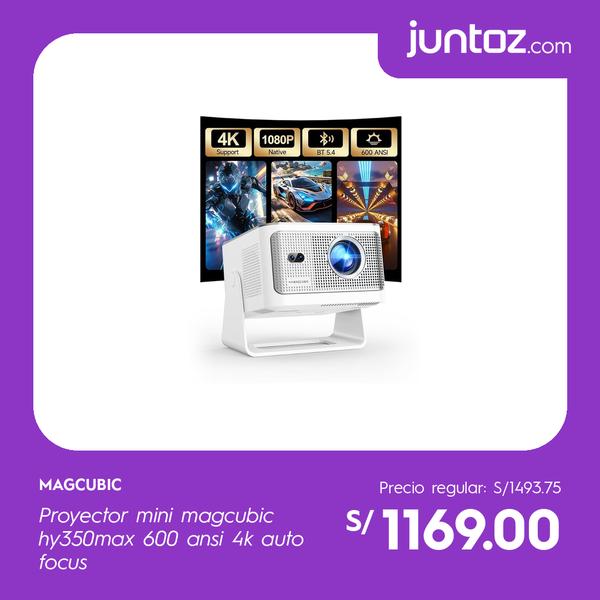 juntoz.com
4K
Support
1080P
Native
BT 5.4
600 ANSI
MAGCUBIC
Proyector mini magcubic
hy350max 600 ansi 4k auto
focus
Precio regular: S/1493.75
S/ 1169.00